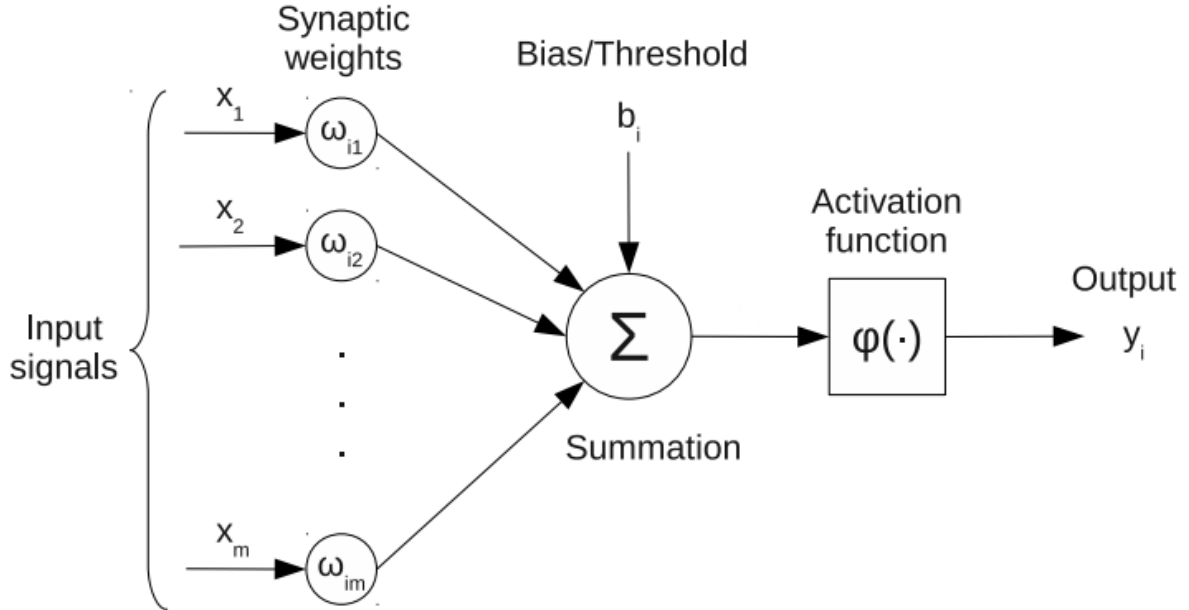 Synaptic
weights
Bias/Threshold
x₁
ωᵢ₁
bᵢ
x₂
ωᵢ₂
Activation
function
Input
signals
Σ
φ(·)
Output
yᵢ
Summation
xₘ
ωᵢₘ